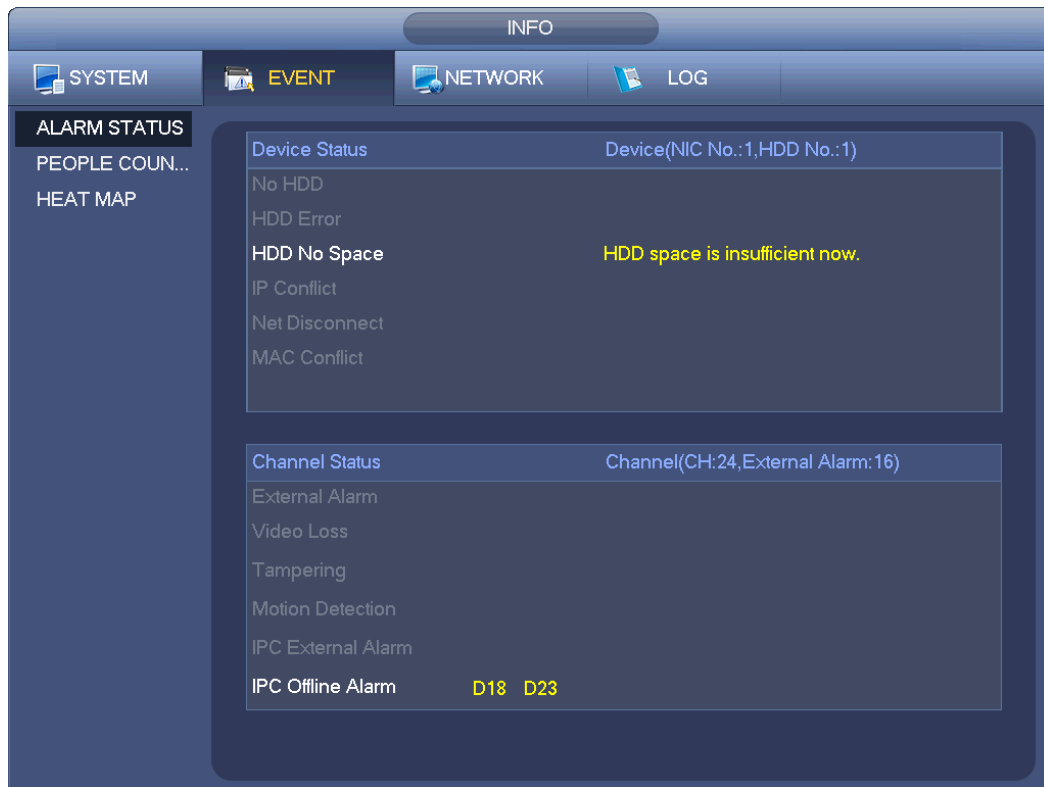 INFO
SYSTEM EVENT NETWORK LOG
ALARM STATUS
PEOPLE COUN...
HEAT MAP
Device Status Device(NIC No.:1,HDD No.:1)
No HDD
HDD Error
HDD No Space HDD space is insufficient now.
IP Conflict
Net Disconnect
MAC Conflict
Channel Status Channel(CH:24,External Alarm:16)
External Alarm
Video Loss
Tampering
Motion Detection
IPC External Alarm
IPC Offline Alarm D18 D23